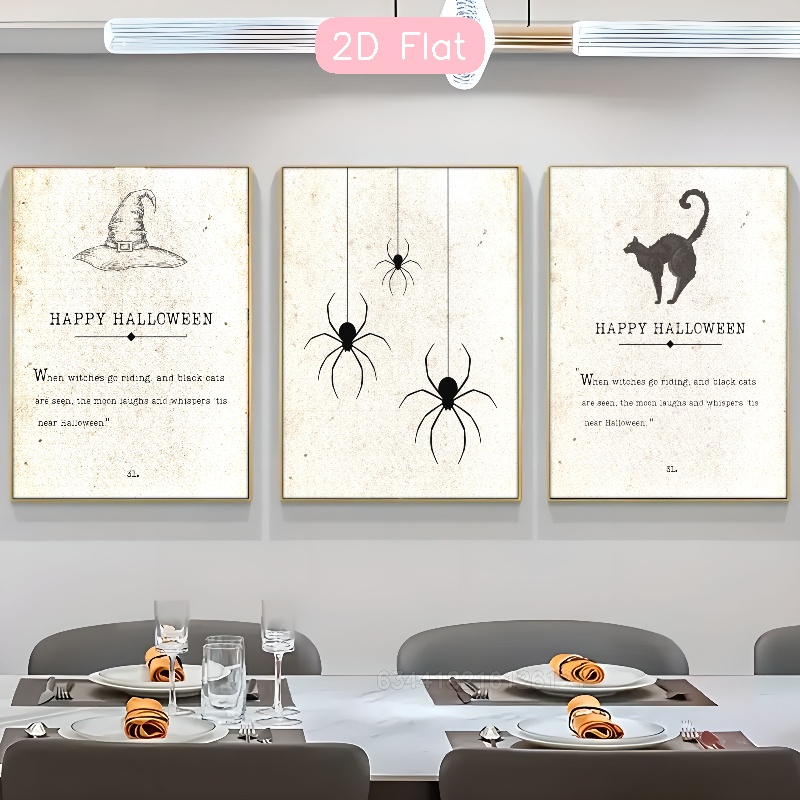 2D Flat
HAPPY HALLOWEEN
When witches go riding, and black cats
are seen, the moon laughs and whispers 'tis
near Halloween."
31.
HAPPY HALLOWEEN
"When witches go riding, and black cats
are seen, the moon laughs and whispers 'tis
near Halloween."
31.